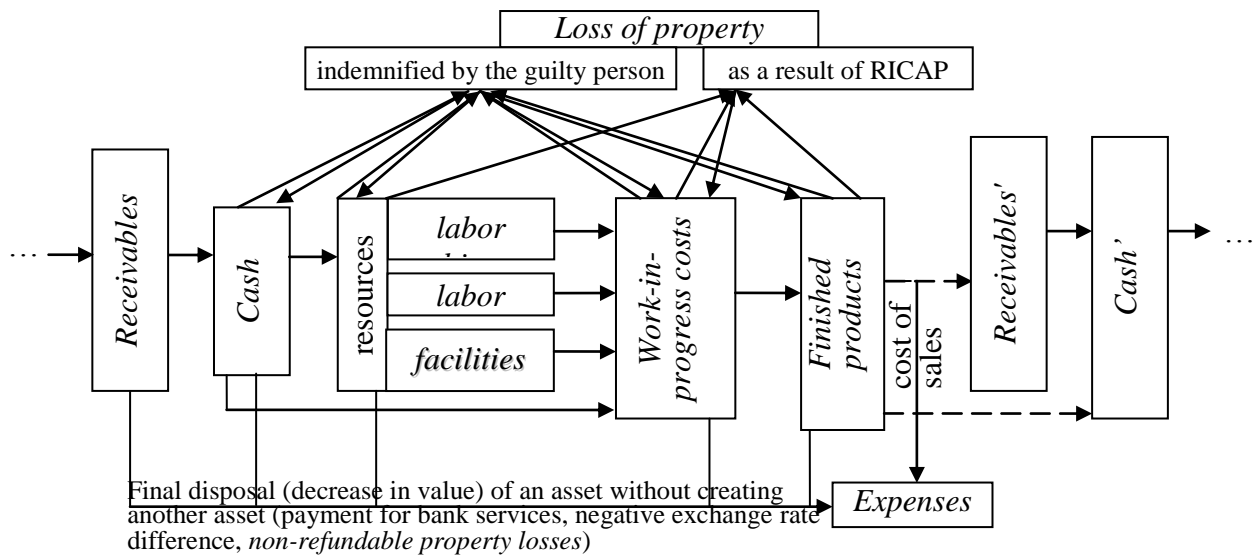 Loss of property
indemnified by the guilty person
as a result of RICAP
…
Receivables
Cash
resources
labor
labor
facilities
Work-in-
progress costs
Finished
products
cost of
sales
Receivables'
Cash’
…
Final disposal (decrease in value) of an asset without creating
another asset (payment for bank services, negative exchange rate
difference, non-refundable property losses)
Expenses